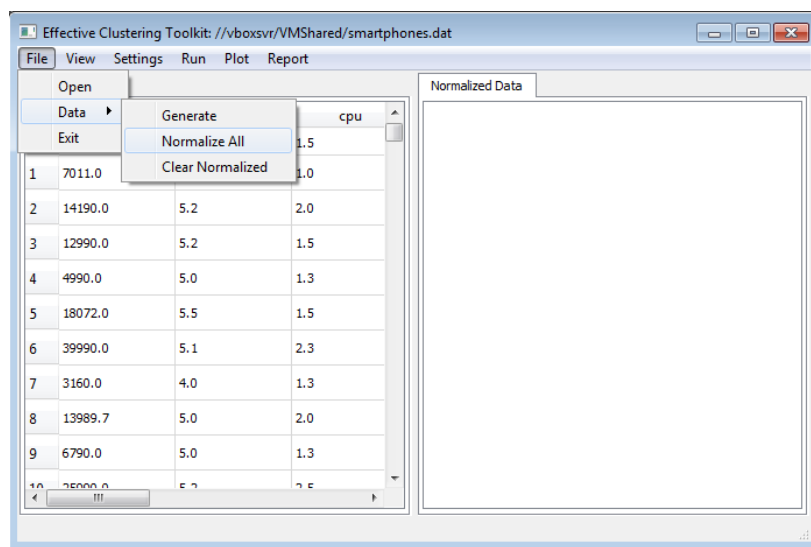 Effective Clustering Toolkit: //vboxsvr/VMShared/smartphones.dat
File View Settings Run Plot Report
Open
Data
Exit
Generate
Normalize All
Clear Normalized
Normalized Data
cpu
1.5
1 7011.0 1.0
2 14190.0 5.2 2.0
3 12990.0 5.2 1.5
4 4990.0 5.0 1.3
5 18072.0 5.5 1.5
6 39990.0 5.1 2.3
7 3160.0 4.0 1.3
8 13989.7 5.0 2.0
9 6790.0 5.0 1.3
10